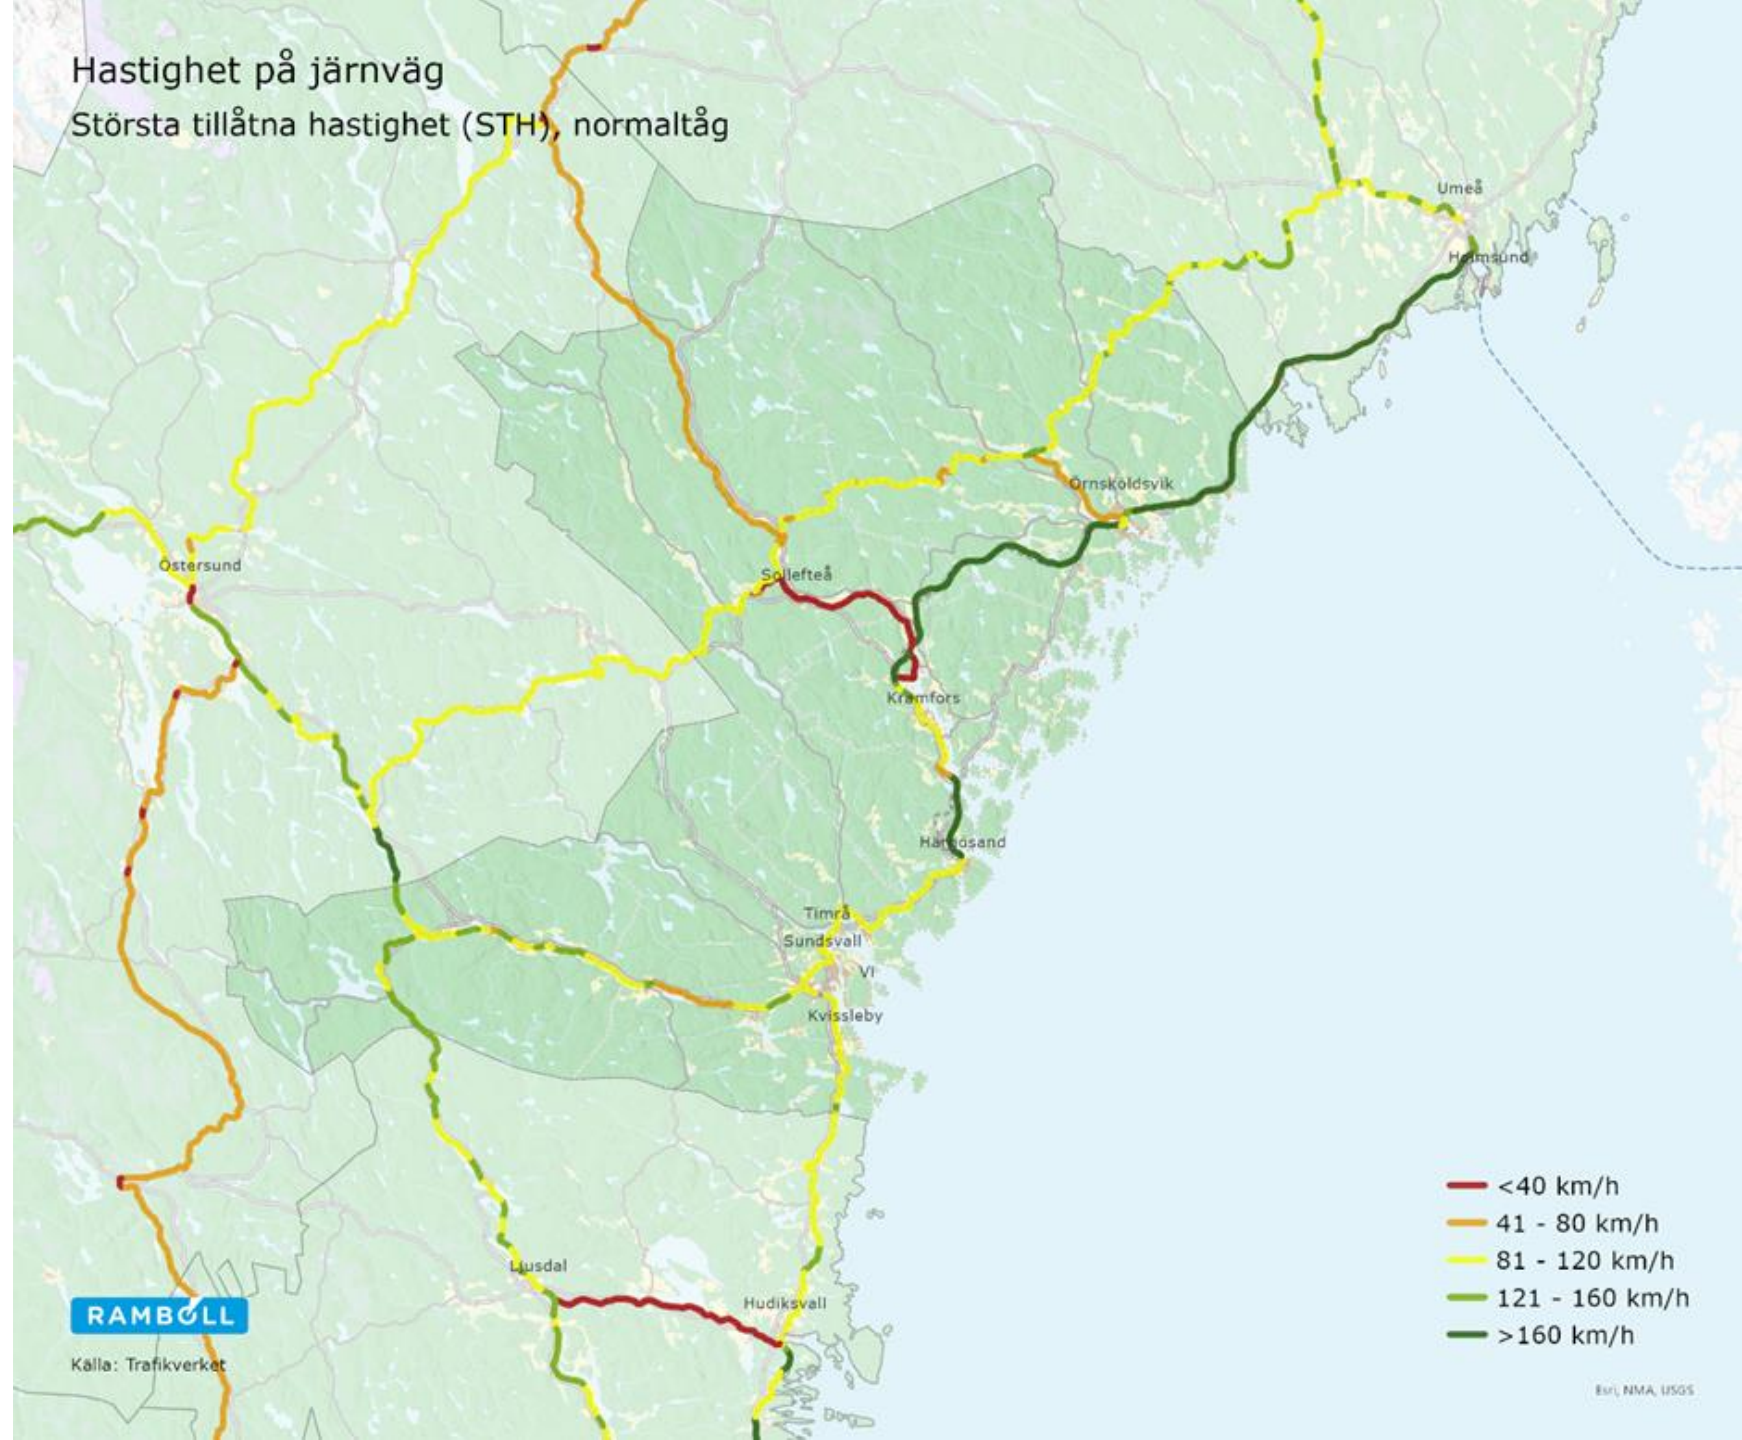 Hastighet på järnväg
Största tillåtna hastighet (STH), normaltåg
Umeå
Holmsund
Örnsköldsvik
Östersund
Sollefteå
Kramfors
Härnösand
Timrå
Sundsvall
VI
Kvissleby
Ljusdal
Hudiksvall
<40 km/h
41 - 80 km/h
81 - 120 km/h
121 - 160 km/h
>160 km/h
RAMBOLL
Källa: Trafikverket
Esri, NMA, USGS